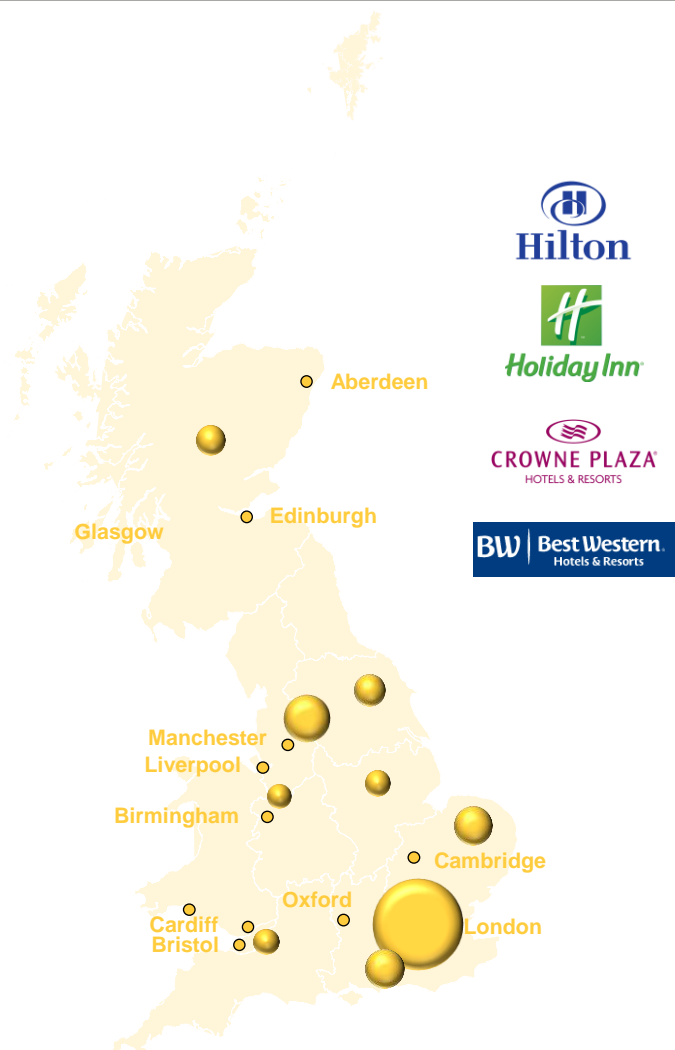 Hilton
Holiday Inn
Aberdeen
CROWNE PLAZA
HOTELS & RESORTS
Edinburgh
Glasgow
BW Best Western
Hotels & Resorts
Manchester
Liverpool
Birmingham
Cambridge
Oxford
Cardiff
London
Bristol